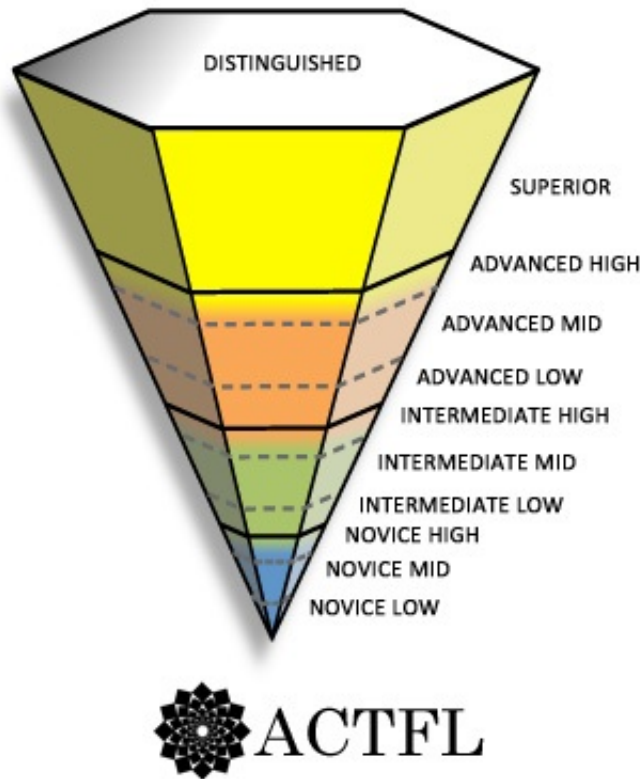 DISTINGUISHED
SUPERIOR
ADVANCED HIGH
ADVANCED MID
ADVANCED LOW
INTERMEDIATE HIGH
INTERMEDIATE MID
INTERMEDIATE LOW
NOVICE HIGH
NOVICE MID
NOVICE LOW
ACTFL